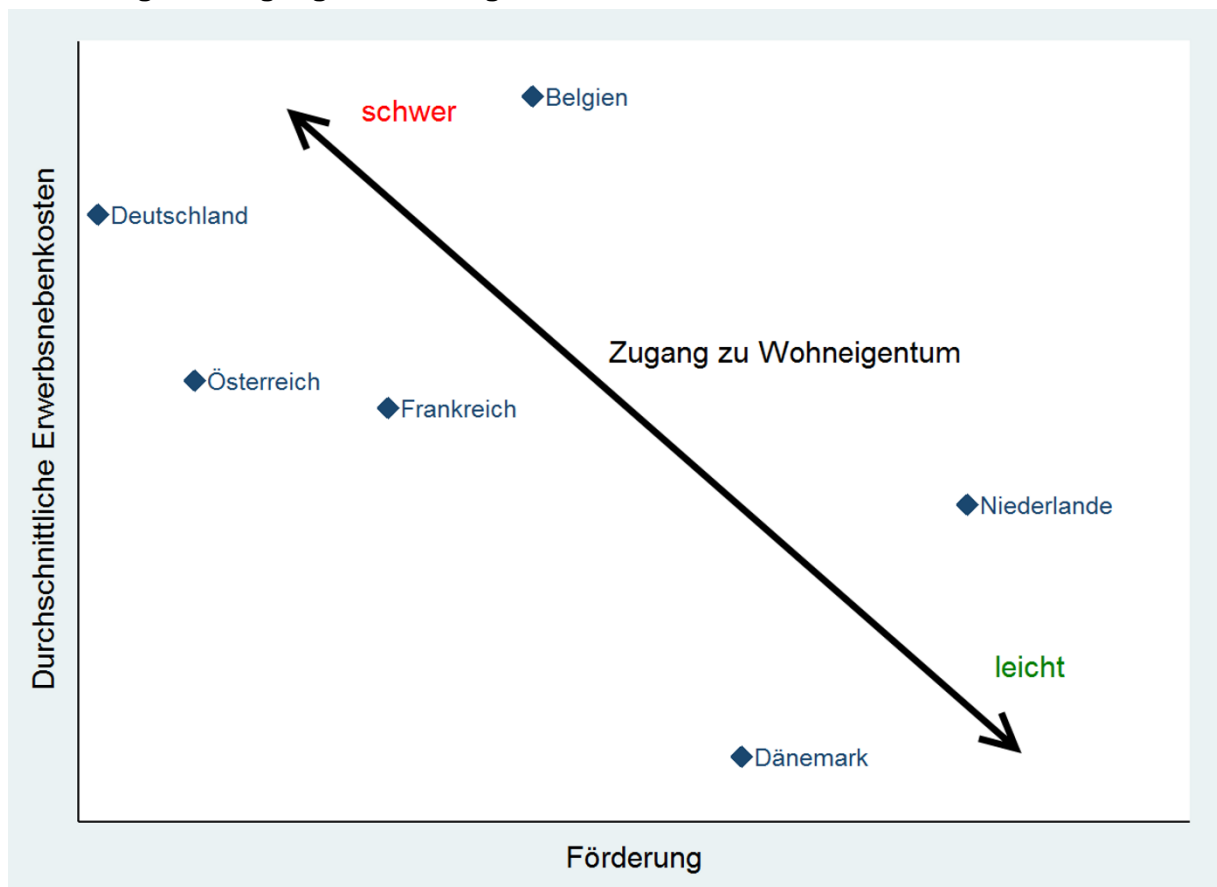 schwer
Belgien
Deutschland
Durchschnittliche Erwerbsnebenkosten
Zugang zu Wohneigentum
Österreich
Frankreich
Niederlande
leicht
Dänemark
Förderung